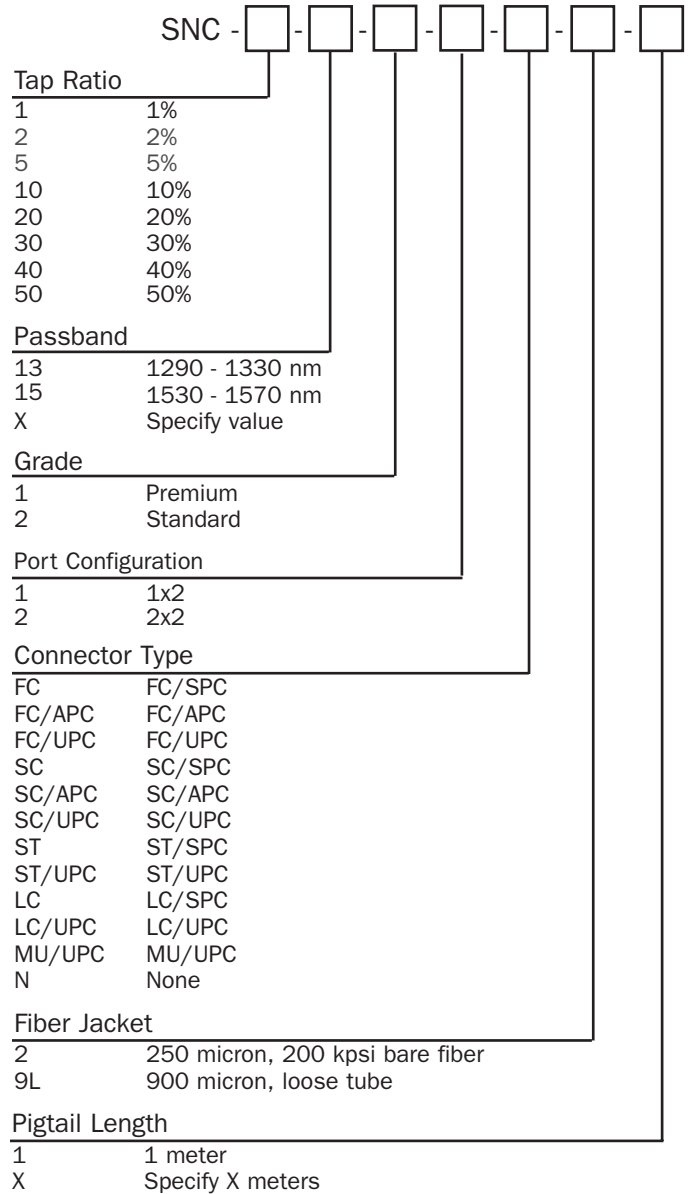 SNC - - - - - - -
Tap Ratio
1 1%
2 2%
5 5%
10 10%
20 20%
30 30%
40 40%
50 50%
Passband
13 1290 - 1330 nm
15 1530 - 1570 nm
X Specify value
Grade
1 Premium
2 Standard
Port Configuration
1 1x2
2 2x2
Connector Type
FC FC/SPC
FC/APC FC/APC
FC/UPC FC/UPC
SC SC/SPC
SC/APC SC/APC
SC/UPC SC/UPC
ST ST/SPC
ST/UPC ST/UPC
LC LC/SPC
LC/UPC LC/UPC
MU/UPC MU/UPC
N None
Fiber Jacket
2 250 micron, 200 kpsi bare fiber
9L 900 micron, loose tube
Pigtail Length
1 1 meter
X Specify X meters